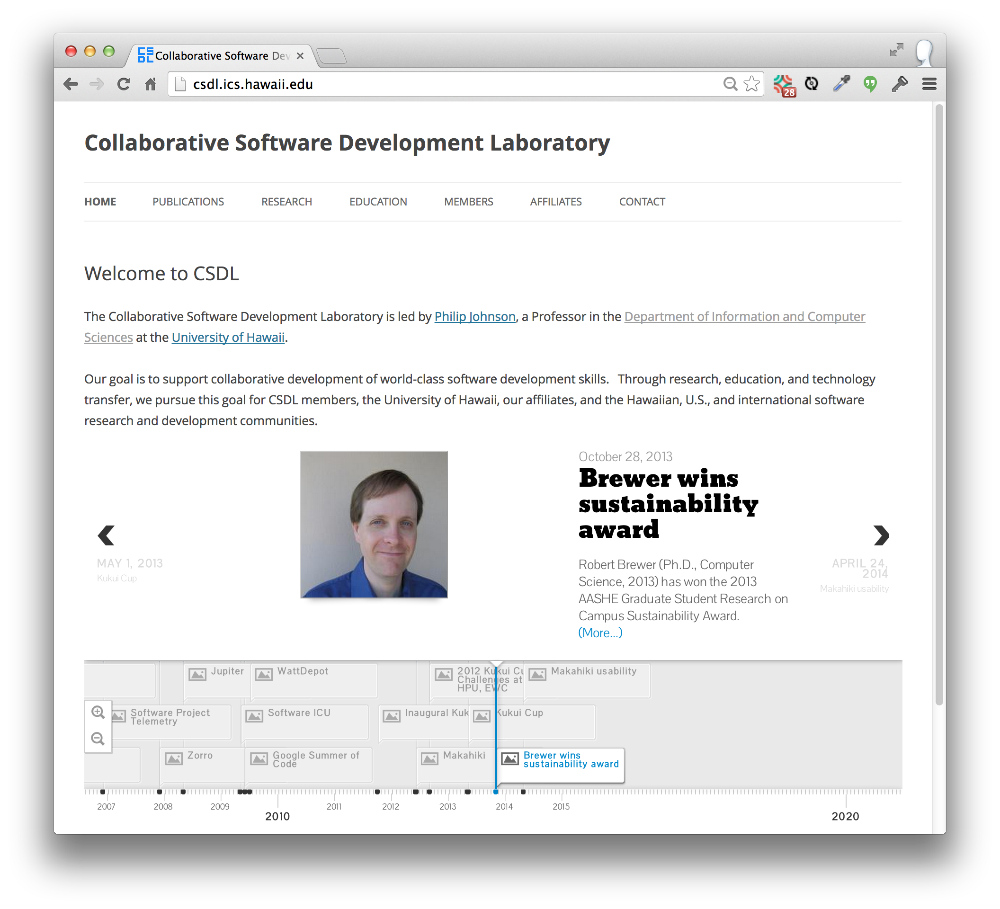 CSDL Collaborative Software Dev
csdl.ics.hawaii.edu
28
Collaborative Software Development Laboratory
HOME PUBLICATIONS RESEARCH EDUCATION MEMBERS AFFILIATES CONTACT
Welcome to CSDL
The Collaborative Software Development Laboratory is led by Philip Johnson, a Professor in the Department of Information and Computer
Sciences at the University of Hawaii.
Our goal is to support collaborative development of world-class software development skills. Through research, education, and technology
transfer, we pursue this goal for CSDL members, the University of Hawaii, our affiliates, and the Hawaiian, U.S., and international software
research and development communities.
October 28, 2013
Brewer wins
sustainability
award
MAY 1, 2013
Kukui Cup
Robert Brewer (Ph.D., Computer
Science, 2013) has won the 2013
AASHE Graduate Student Research on
Campus Sustainability Award.
(More...)
APRIL 24,
2014
Makahiki usability
Jupiter
WattDepot
2012 Kukui Cu
Challenges at
HPU, EWC
Makahiki usability
Software Project
Telemetry
Software ICU
Inaugural Kuk
Kukui Cup
Zorro
Google Summer of
Code
Makahiki
Brewer wins
sustainability award
2007 2008 2009 2010 2011 2012 2013 2014 2015 2020